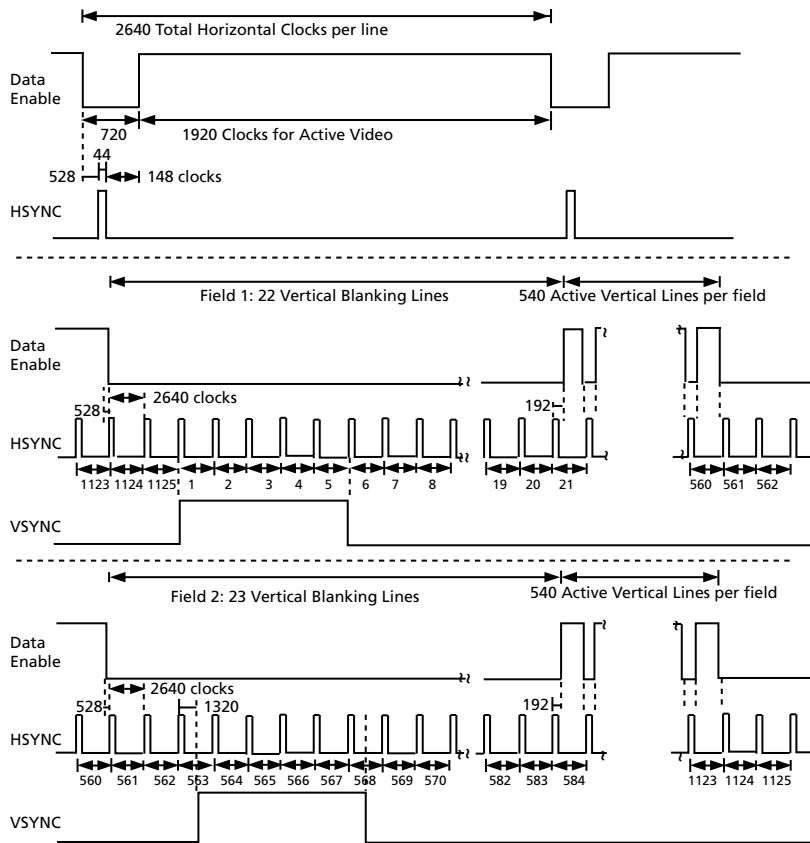 2640 Total Horizontal Clocks per line
Data
Enable
720
1920 Clocks for Active Video
44
528
148 clocks
HSYNC
Field 1: 22 Vertical Blanking Lines
540 Active Vertical Lines per field
Data
Enable
2640 clocks
528
192
HSYNC
1123 1124 1125 1 2 3 4 5 6 7 8 19 20 21 560 561 562
VSYNC
Field 2: 23 Vertical Blanking Lines
540 Active Vertical Lines per field
Data
Enable
2640 clocks
528
1320
192
HSYNC
560 561 562 563 564 565 566 567 568 569 570 582 583 584 1123 1124 1125
VSYNC